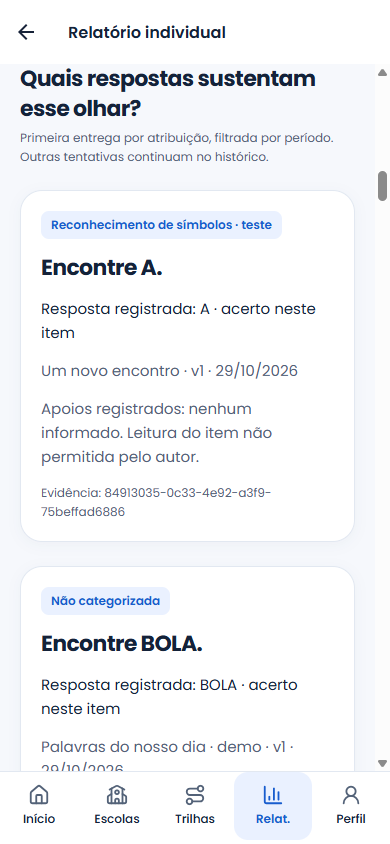 Relatório individual
Quais respostas sustentam
esse olhar?
Primeira entrega por atribuição, filtrada por período.
Outras tentativas continuam no histórico.
Reconhecimento de símbolos · teste
Encontre A.
Resposta registrada: A · acerto neste
item
Um novo encontro · v1 · 29/10/2026
Apoios registrados: nenhum
informado. Leitura do item não
permitida pelo autor.
Evidência: 84913035-0c33-4e92-a3f9-
75beffad6886
Não categorizada
Encontre BOLA.
Resposta registrada: BOLA · acerto
neste item
Palavras do nosso dia · demo · v1 ·
29/10/2026
Início
Escolas
Trilhas
Relat.
Perfil